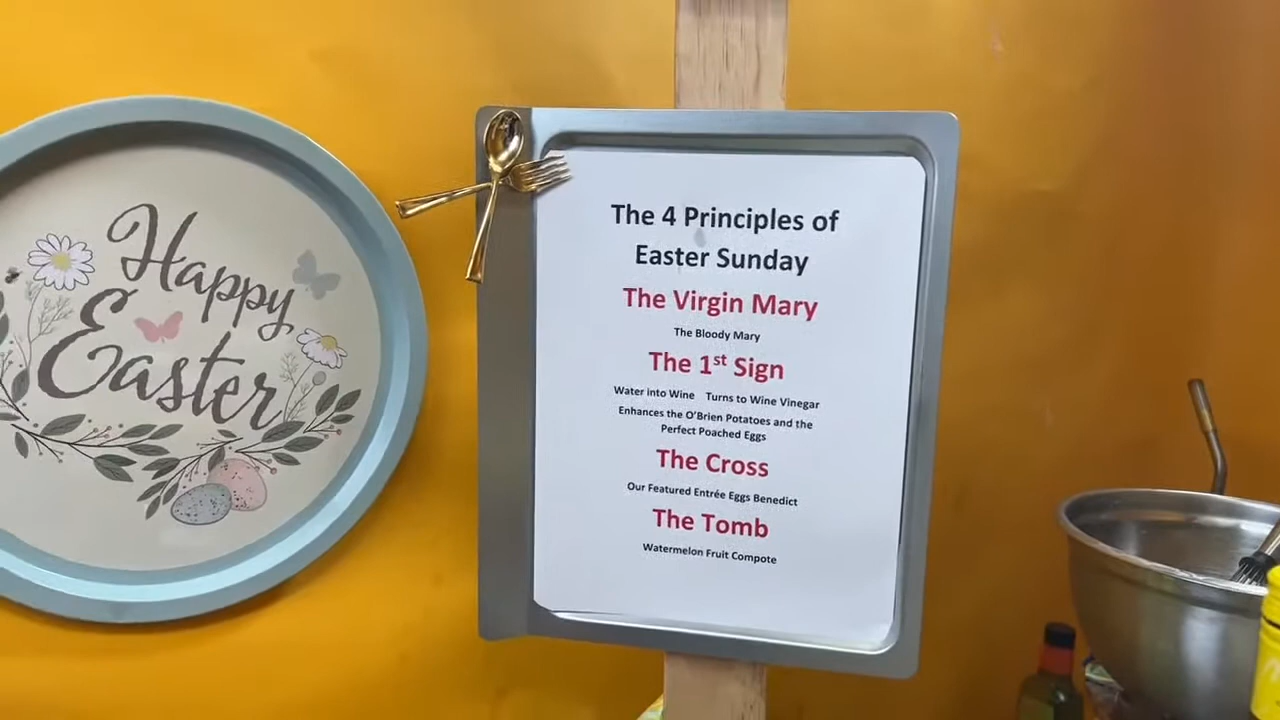 Happy
Easter
The 4 Principles of
Easter Sunday
The Virgin Mary
The Bloody Mary
The 1st Sign
Water into Wine Turns to Wine Vinegar
Enhances the O'Brien Potatoes and the
Perfect Poached Eggs
The Cross
Our Featured Entrée Eggs Benedict
The Tomb
Watermelon Fruit Compote